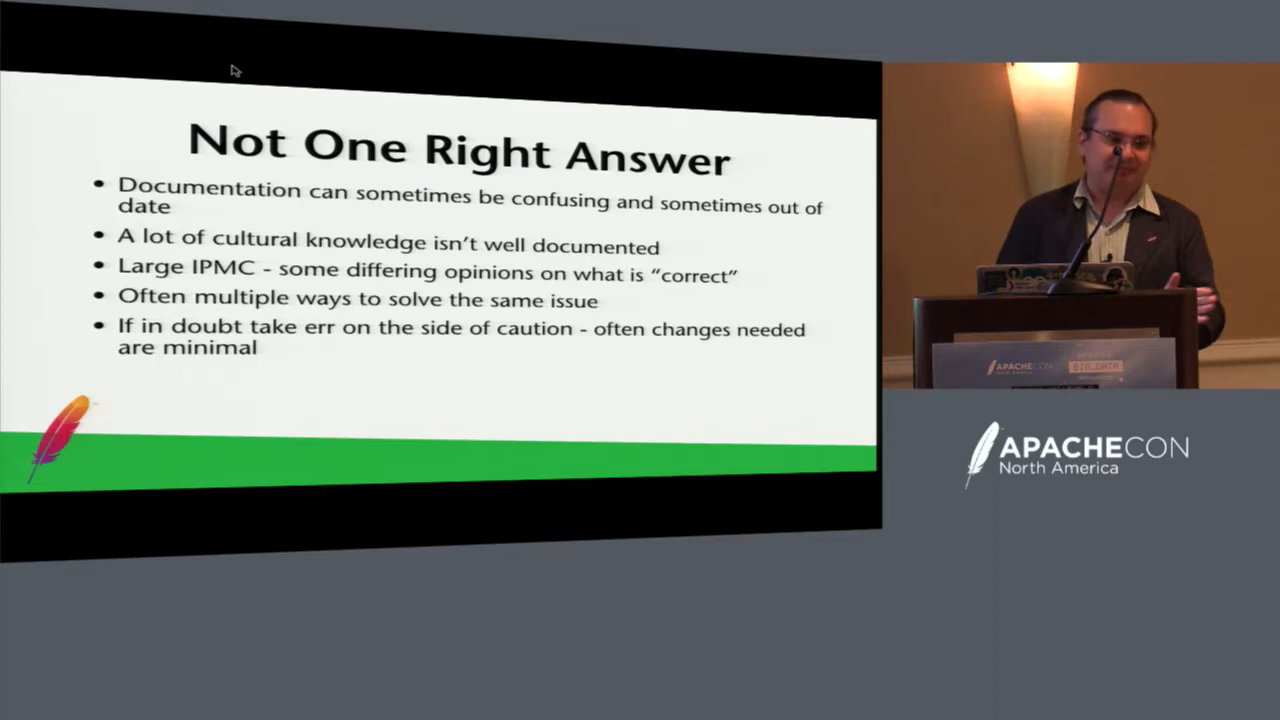 Not One Right Answer
• Documentation can sometimes be confusing and sometimes out of
date
• A lot of cultural knowledge isn't well documented
• Large IPMC - some differing opinions on what is “correct”
• Often multiple ways to solve the same issue
• If in doubt take err on the side of caution - often changes needed
are minimal
APACHECON
BIG_DATA
APACHECON
North America